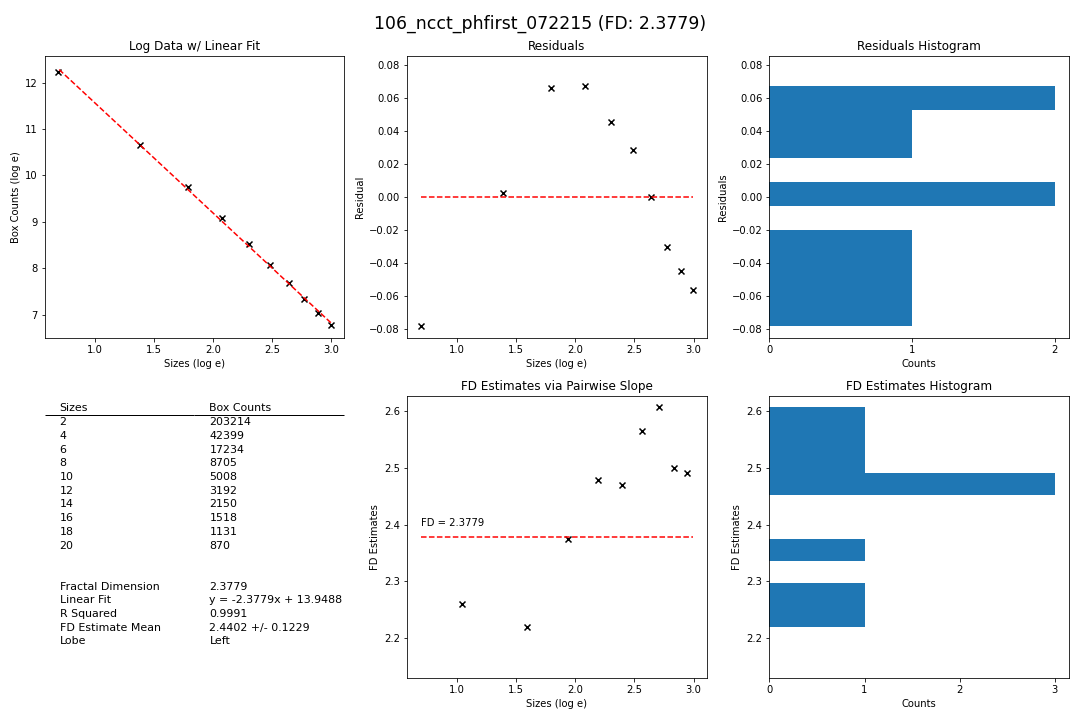 106_ncct_phfirst_072215 (FD: 2.3779)
Log Data w/ Linear Fit
12
11
10
9
8
7
Box Counts (log e)
1.0 1.5 2.0 2.5 3.0
Sizes (log e)
Residuals
0.08
0.06
0.04
0.02
0.00
−0.02
−0.04
−0.06
−0.08
Residual
1.0 1.5 2.0 2.5 3.0
Sizes (log e)
Residuals Histogram
0.08
0.06
0.04
0.02
0.00
−0.02
−0.04
−0.06
−0.08
Residuals
0 1 2
Counts
Sizes Box Counts
2 203214
4 42399
6 17234
8 8705
10 5008
12 3192
14 2150
16 1518
18 1131
20 870
Fractal Dimension 2.3779
Linear Fit y = -2.3779x + 13.9488
R Squared 0.9991
FD Estimate Mean 2.4402 +/- 0.1229
Lobe Left
FD Estimates via Pairwise Slope
2.6
2.5
2.4
2.3
2.2
FD Estimates
FD = 2.3779
1.0 1.5 2.0 2.5 3.0
Sizes (log e)
FD Estimates Histogram
2.6
2.5
2.4
2.3
2.2
FD Estimates
0 1 2 3
Counts